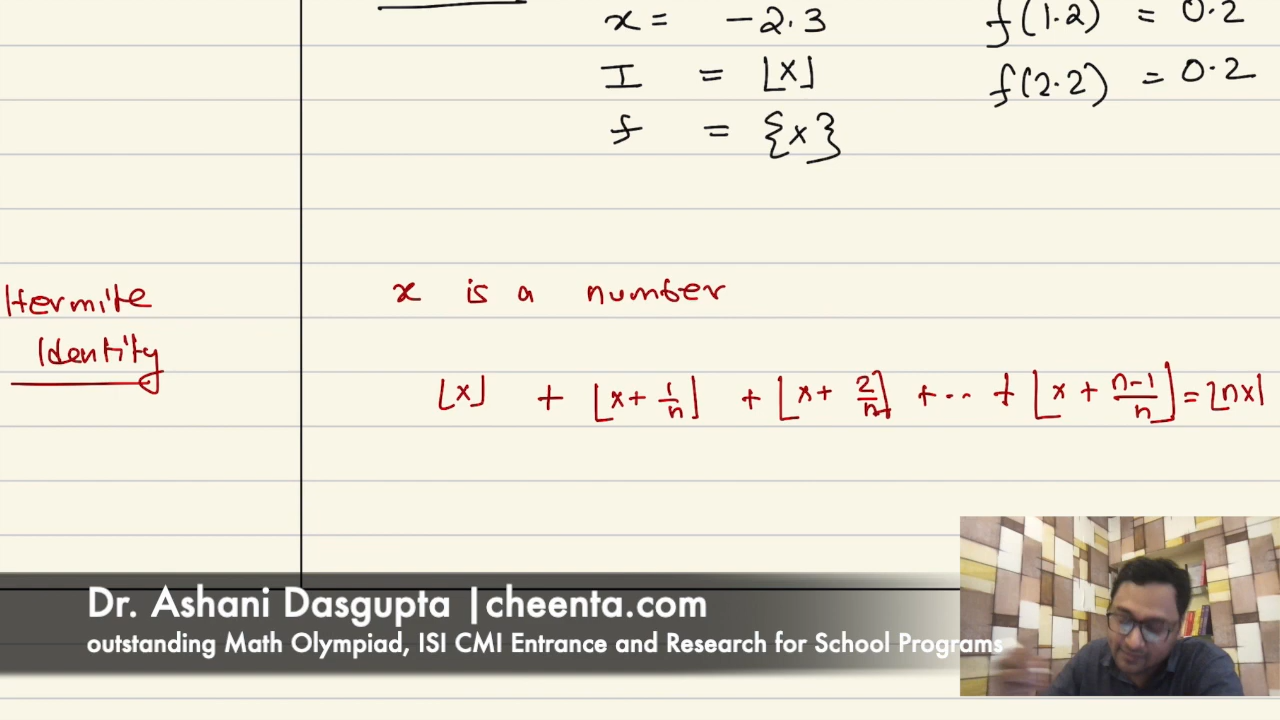 x = -2.3
I = ⌊x⌋
f = {x}
f(1.2) = 0.2
f(2.2) = 0.2
Hermite
Identity
x is a number
⌊x⌋ + ⌊x + 1/n⌋ + ⌊x + 2/n⌋ + ... + ⌊x + n-1/n⌋ = ⌊nx⌋
Dr. Ashani Dasgupta |cheenta.com
outstanding Math Olympiad, ISI CMI Entrance and Research for School Programs